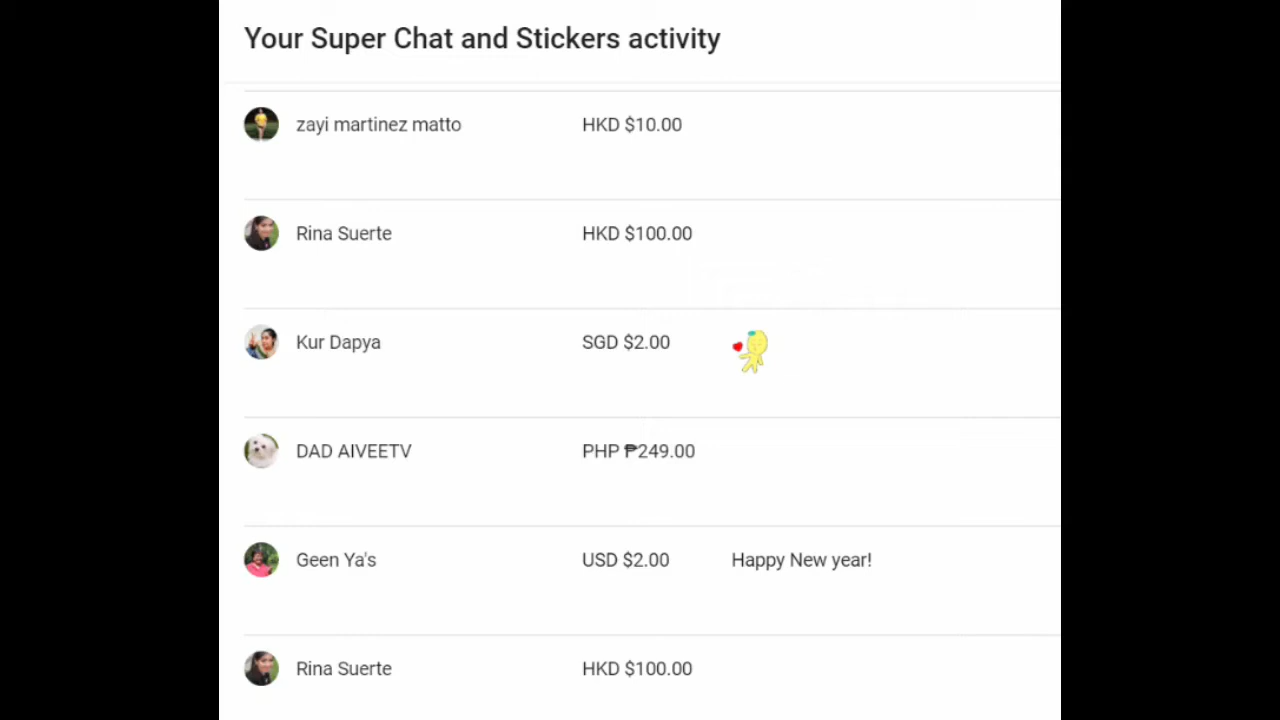 Your Super Chat and Stickers activity
zayi martinez matto HKD $10.00
Rina Suerte HKD $100.00
Kur Dapya SGD $2.00
DAD AIVEETV PHP ₱249.00
Geen Ya's USD $2.00 Happy New year!
Rina Suerte HKD $100.00